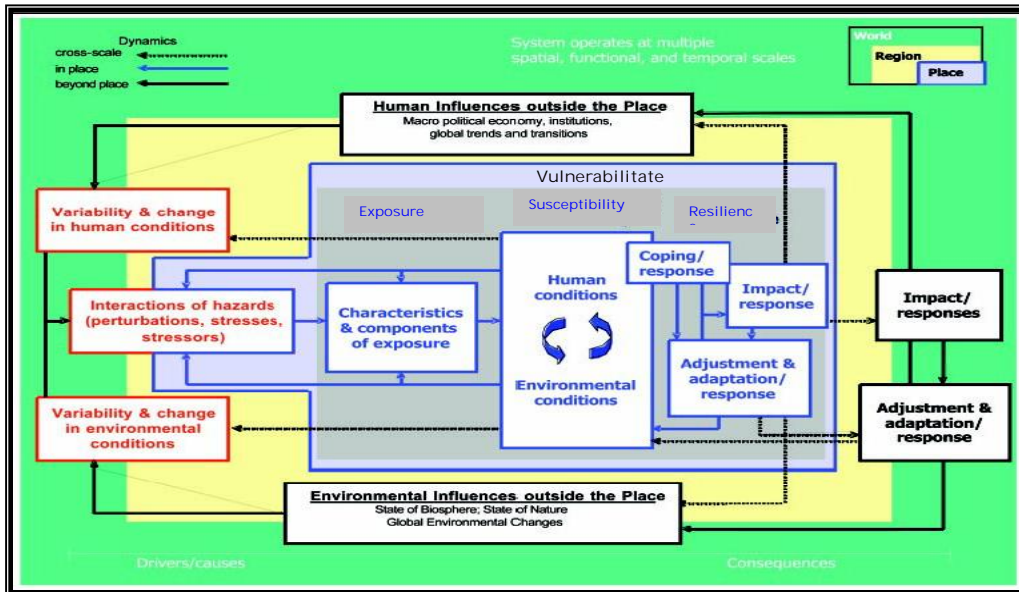 Dynamics
cross-scale
in place
beyond place
System operates at multiple
spatial, functional, and temporal scales
World
Region
Place
Human Influences outside the Place
Macro political economy, institutions,
global trends and transitions
Vulnerabilitate
Exposure
Susceptibility
Resilienc
Variability & change
in human conditions
Interactions of hazards
(perturbations, stresses,
stressors)
Variability & change
in environmental
conditions
Characteristics
& components
of exposure
Human
conditions
Environmental
conditions
Coping/
response
Impact/
response
Adjustment &
adaptation/
response
Impact/
responses
Adjustment &
adaptation/
response
Environmental Influences outside the Place
State of Biosphere; State of Nature
Global Environmental Changes
Drivers/causes
Consequences